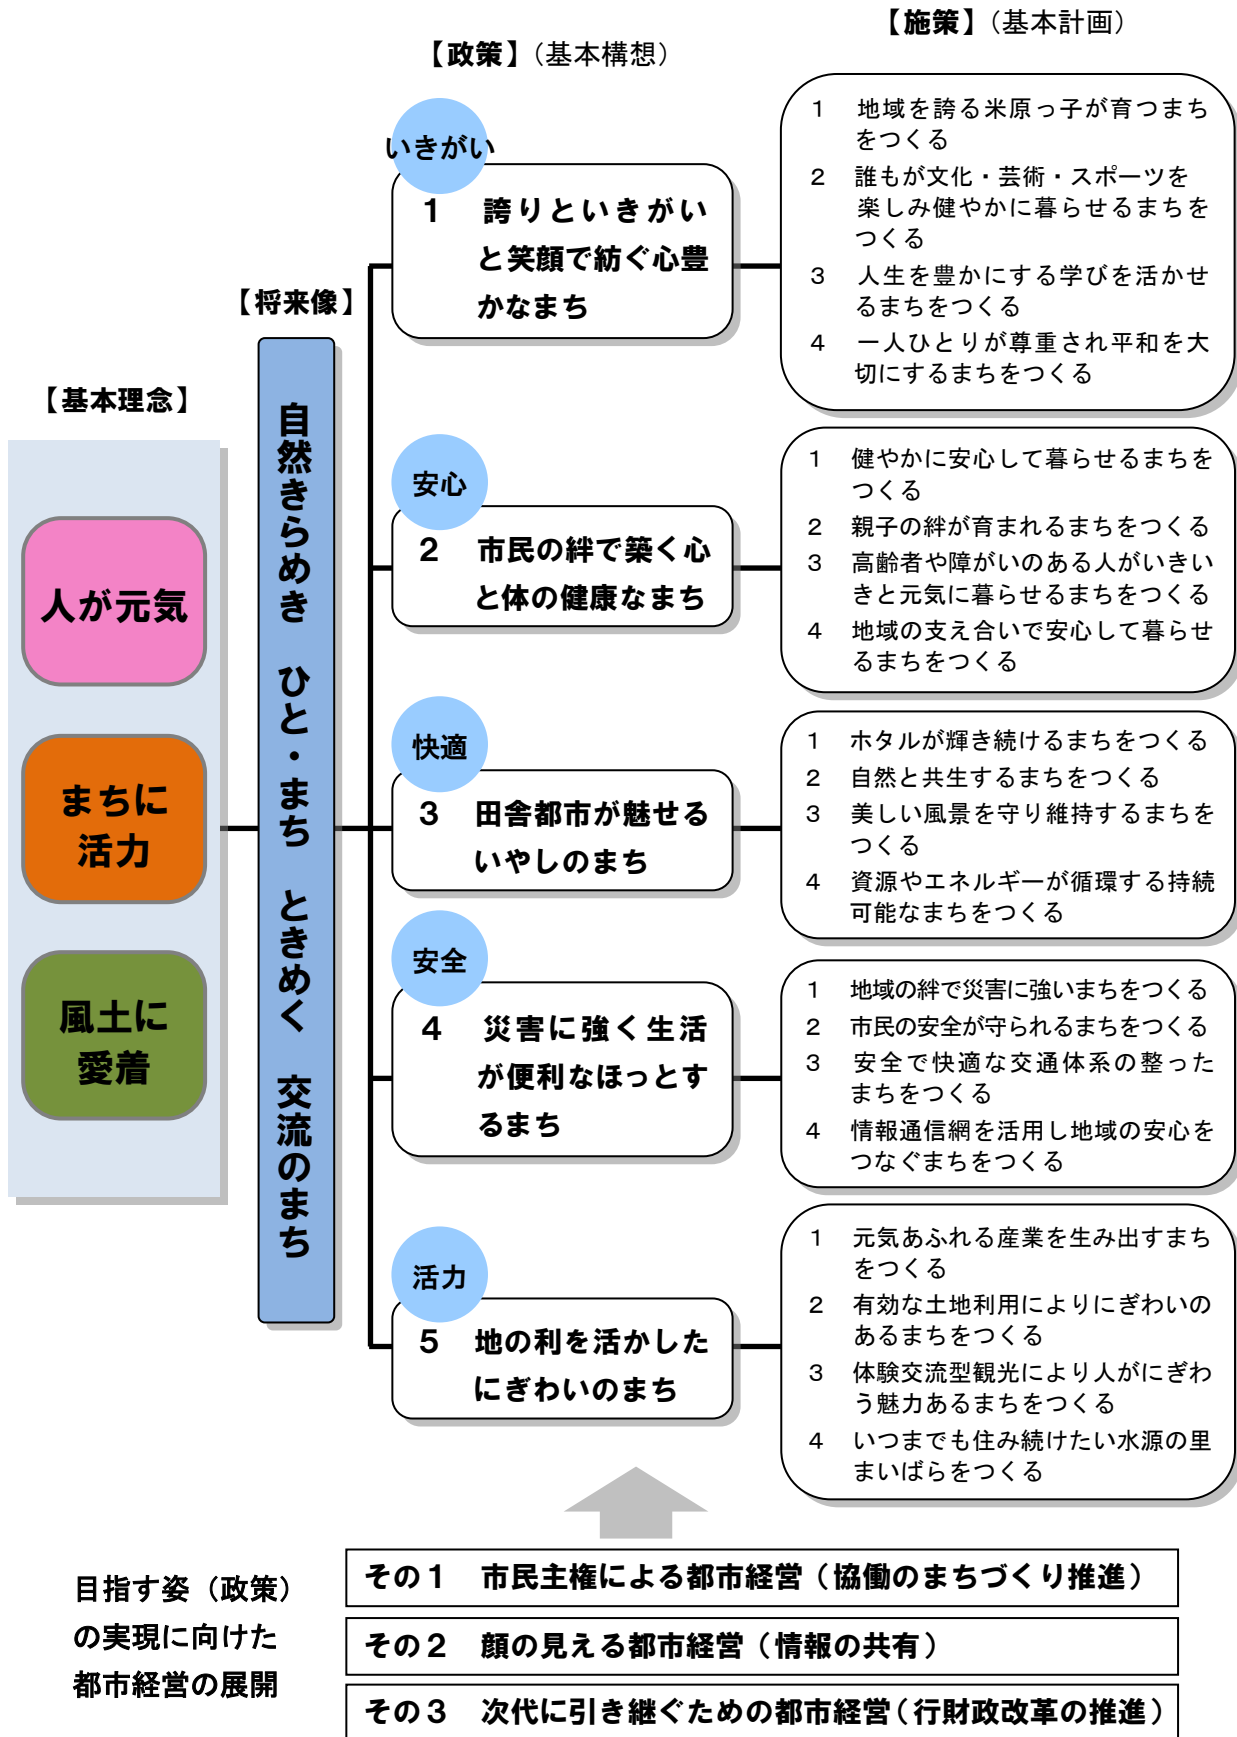 【基本理念】
人が元気
まちに
活力
風土に
愛着
【将来像】
自然きらめき　ひと・まち　ときめく　交流のまち
【政策】（基本構想）
【施策】（基本計画）
いきがい
1　誇りといきがい
と笑顔で紡ぐ心豊
かなまち
1　地域を誇る米原っ子が育つまち
をつくる
2　誰もが文化・芸術・スポーツを
楽しみ健やかに暮らせるまちを
つくる
3　人生を豊かにする学びを活かせ
るまちをつくる
4　一人ひとりが尊重され平和を大
切にするまちをつくる
安心
2　市民の絆で築く心
と体の健康なまち
1　健やかに安心して暮らせるまちを
つくる
2　親子の絆が育まれるまちをつくる
3　高齢者や障がいのある人がいきい
きと元気に暮らせるまちをつくる
4　地域の支え合いで安心して暮らせ
るまちをつくる
快適
3　田舎都市が魅せる
いやしのまち
1　ホタルが輝き続けるまちをつくる
2　自然と共生するまちをつくる
3　美しい風景を守り維持するまちを
つくる
4　資源やエネルギーが循環する持続
可能なまちをつくる
安全
4　災害に強く生活
が便利なほっとす
るまち
1　地域の絆で災害に強いまちをつくる
2　市民の安全が守られるまちをつくる
3　安全で快適な交通体系の整った
まちをつくる
4　情報通信網を活用し地域の安心を
つなぐまちをつくる
活力
5　地の利を活かした
にぎわいのまち
1　元気あふれる産業を生み出すまち
をつくる
2　有効な土地利用によりにぎわいの
あるまちをつくる
3　体験交流型観光により人がにぎわ
う魅力あるまちをつくる
4　いつまでも住み続けたい水源の里
まいばらをつくる
目指す姿（政策）
の実現に向けた
都市経営の展開
その１　市民主権による都市経営（協働のまちづくり推進）
その２　顔の見える都市経営（情報の共有）
その３　次代に引き継ぐための都市経営（行財政改革の推進）